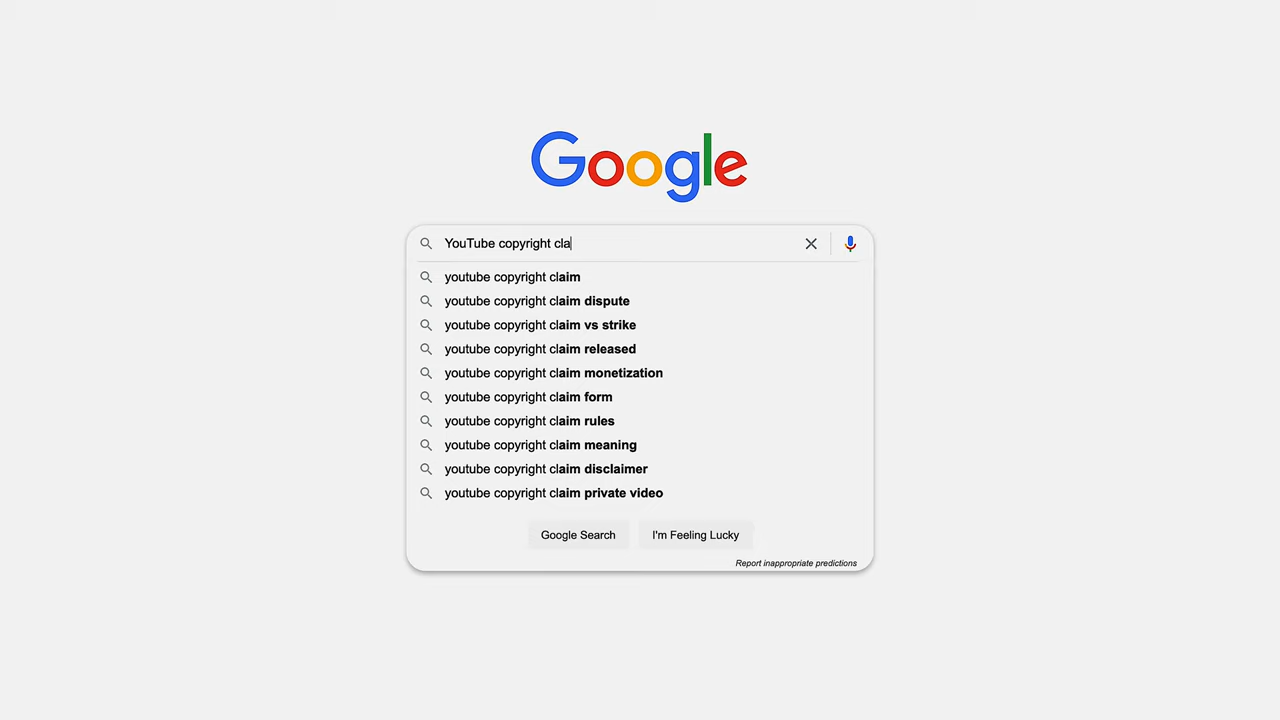 Google
YouTube copyright cla
youtube copyright claim
youtube copyright claim dispute
youtube copyright claim vs strike
youtube copyright claim released
youtube copyright claim monetization
youtube copyright claim form
youtube copyright claim rules
youtube copyright claim meaning
youtube copyright claim disclaimer
youtube copyright claim private video
Google Search I'm Feeling Lucky
Report inappropriate predictions